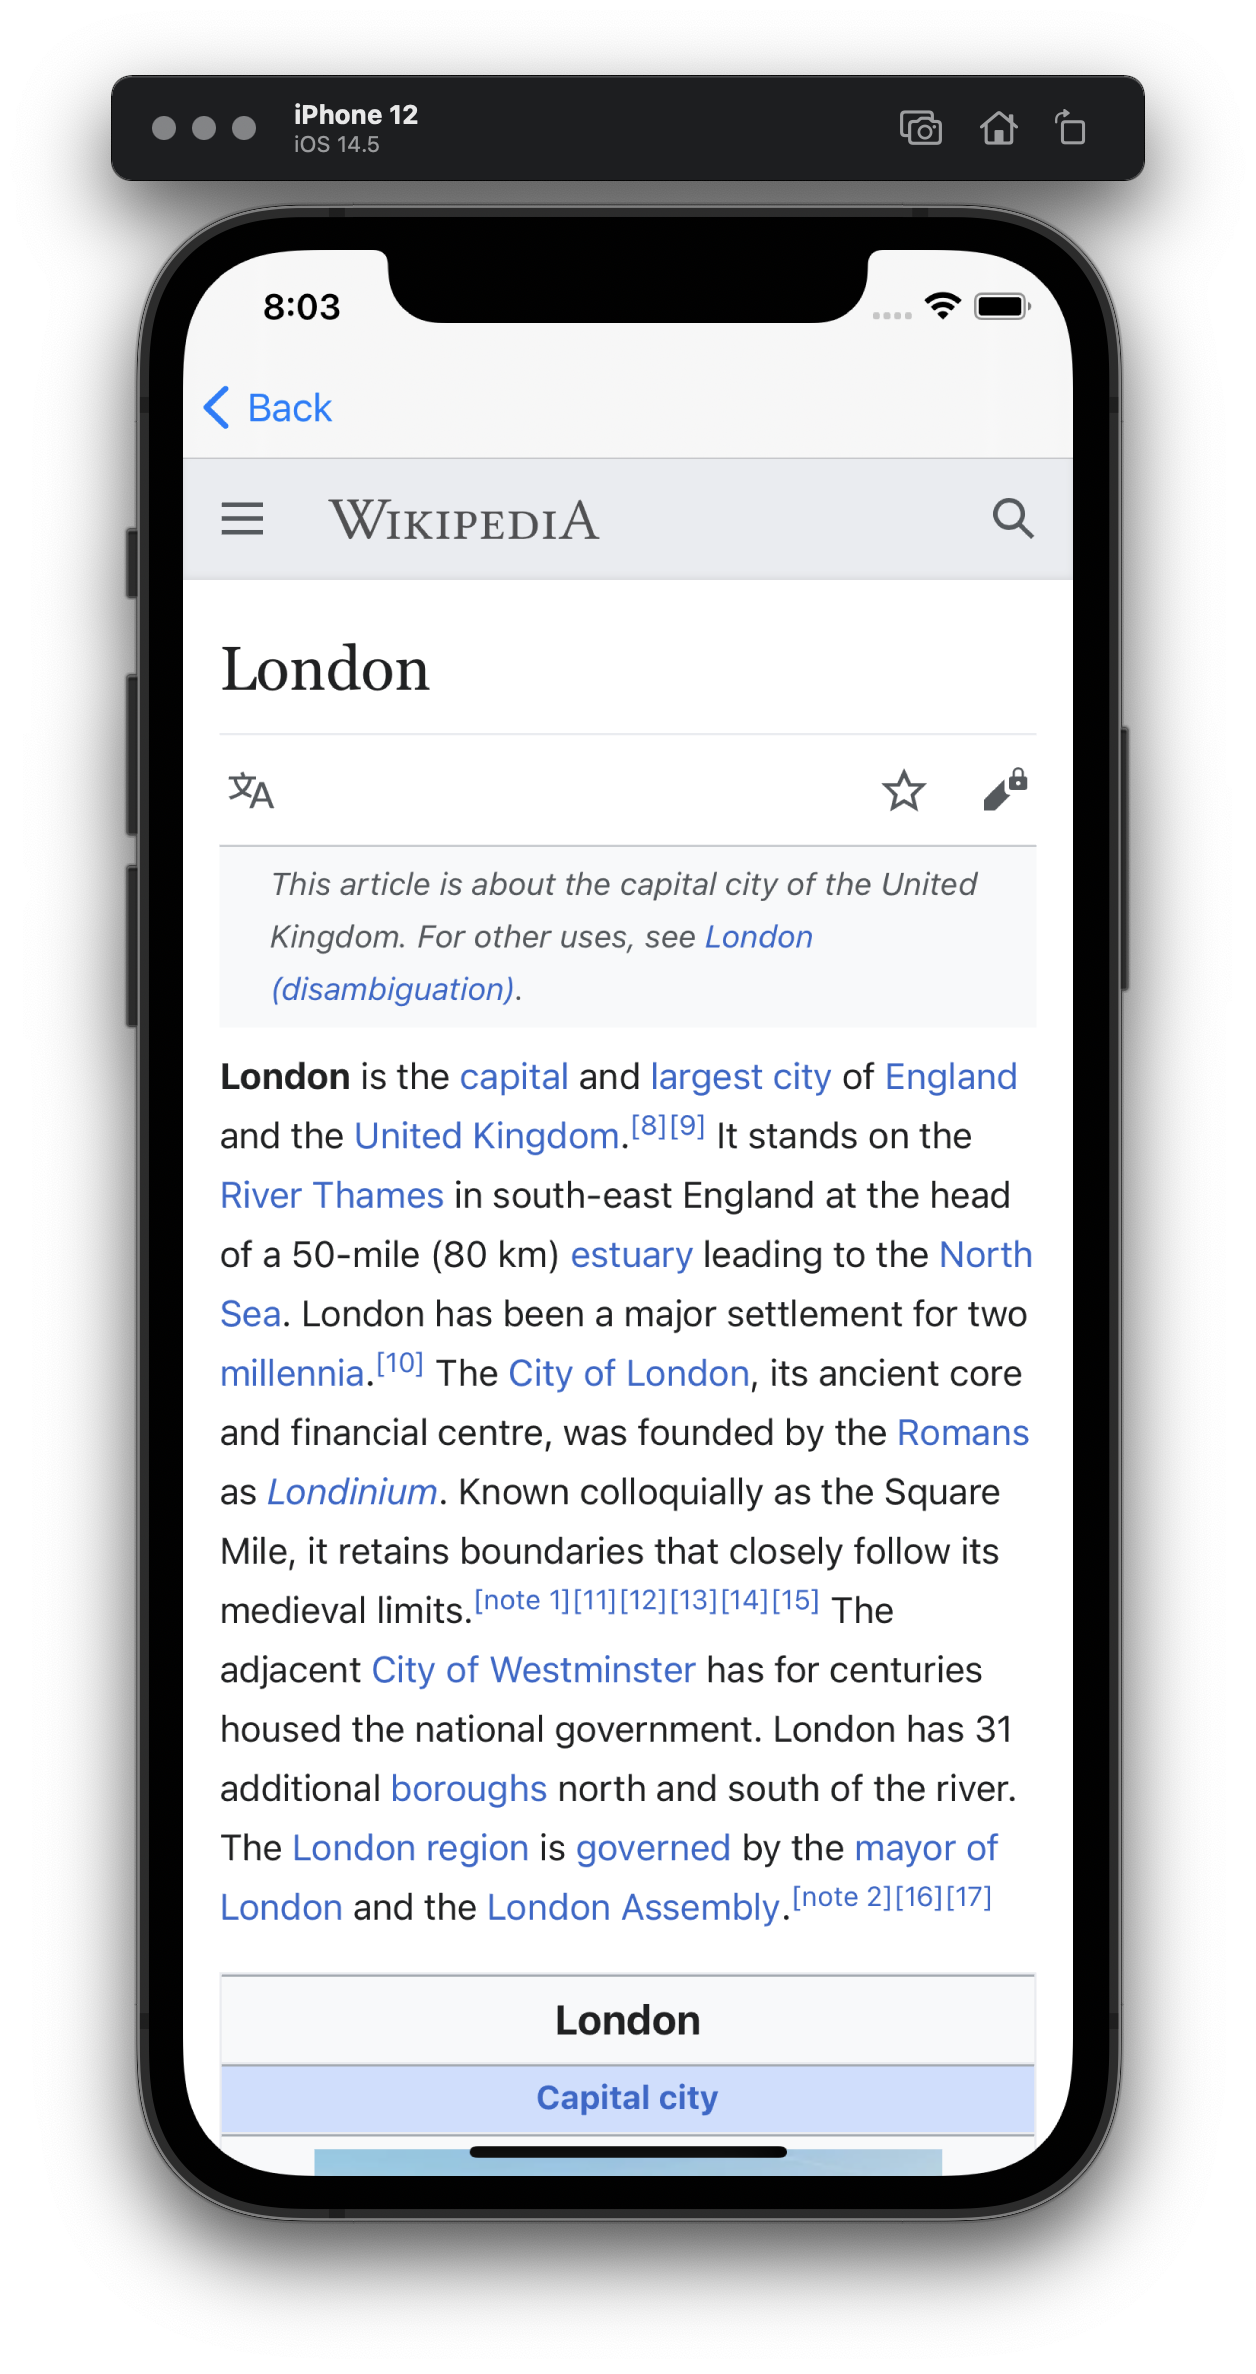 iPhone 12
iOS 14.5
8:03
Back
WIKIPEDIA
London
文A
This article is about the capital city of the United
Kingdom. For other uses, see London
(disambiguation).
London is the capital and largest city of England
and the United Kingdom.[8][9] It stands on the
River Thames in south-east England at the head
of a 50-mile (80 km) estuary leading to the North
Sea. London has been a major settlement for two
millennia.[10] The City of London, its ancient core
and financial centre, was founded by the Romans
as Londinium. Known colloquially as the Square
Mile, it retains boundaries that closely follow its
medieval limits.[note 1][11][12][13][14][15] The
adjacent City of Westminster has for centuries
housed the national government. London has 31
additional boroughs north and south of the river.
The London region is governed by the mayor of
London and the London Assembly.[note 2][16][17]
London
Capital city